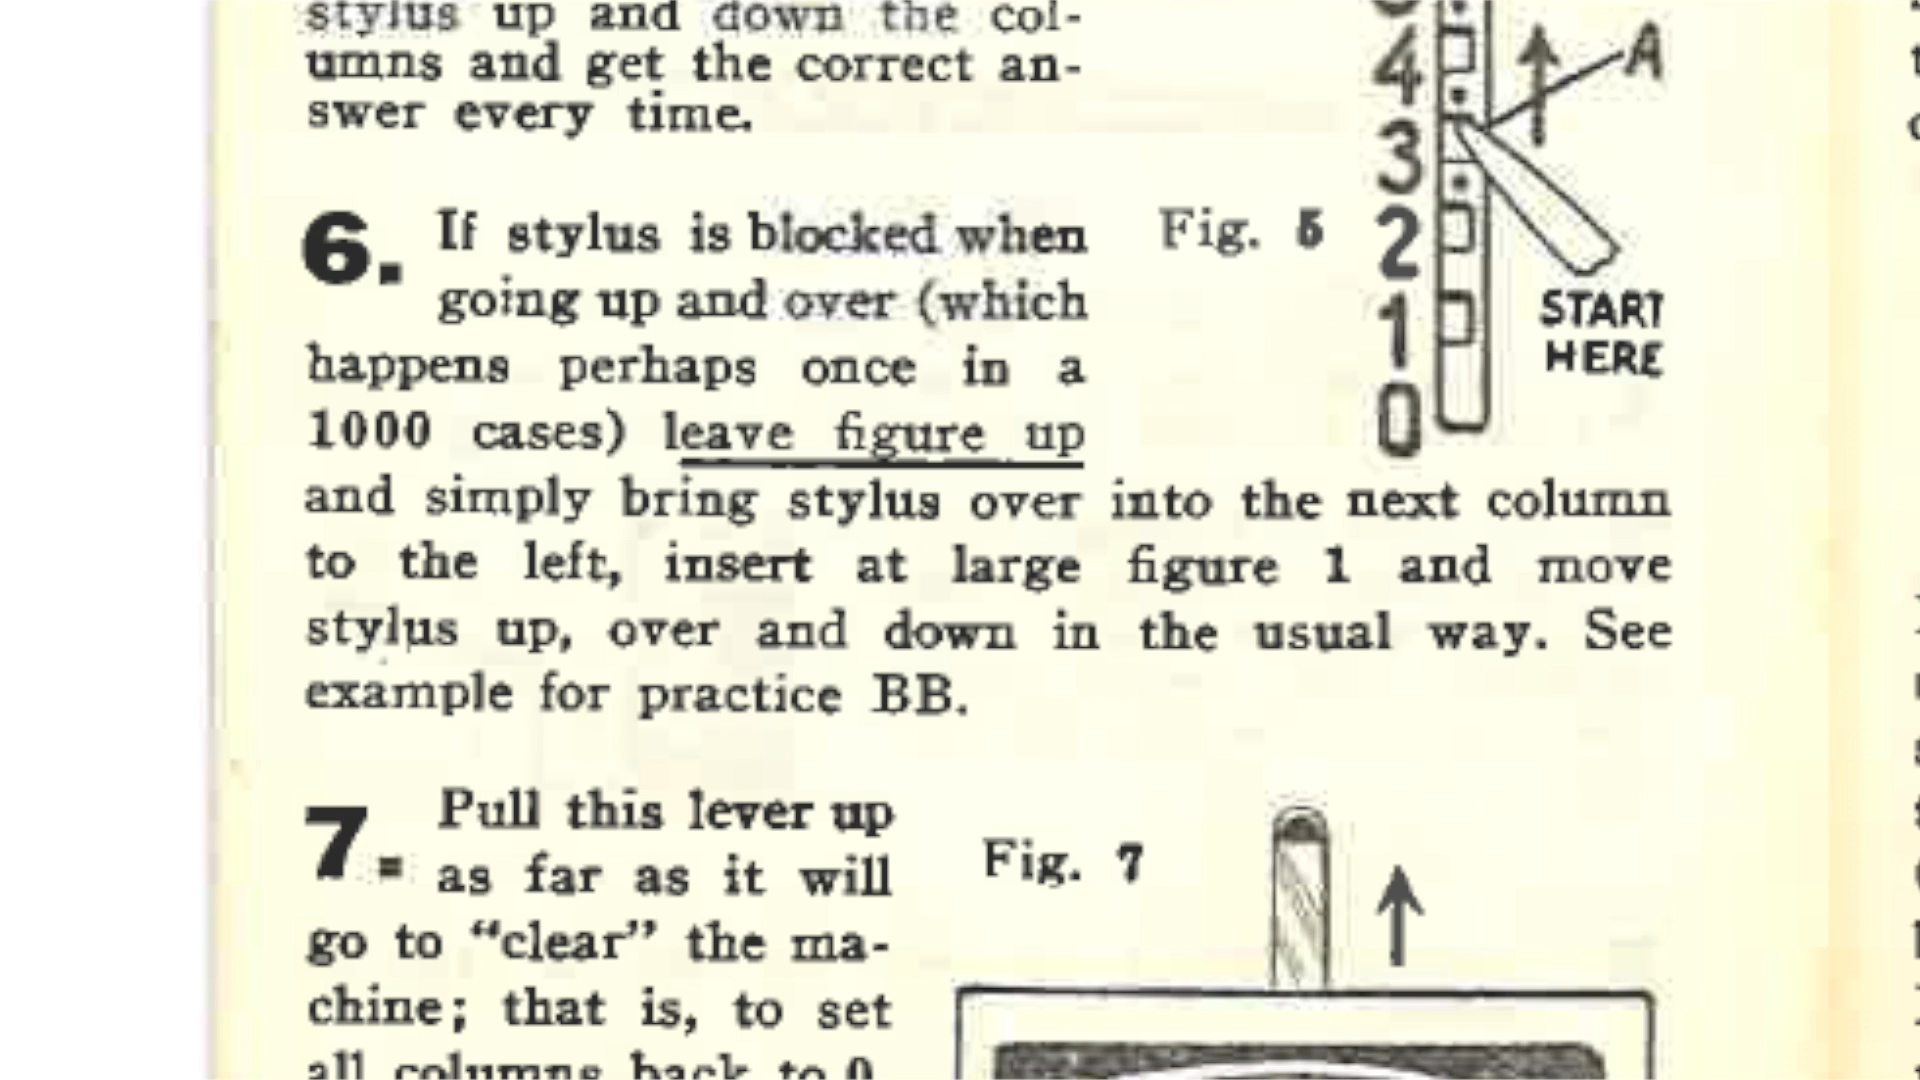 stylus up and down the col-
umns and get the correct an-
swer every time.
4
A
3
2
1
0
START
HERE
Fig. 5
6. If stylus is blocked when
going up and over (which
happens perhaps once in a
1000 cases) leave figure up
and simply bring stylus over into the next column
to the left, insert at large figure 1 and move
stylus up, over and down in the usual way. See
example for practice BB.
7. Pull this lever up
as far as it will
go to “clear” the ma-
chine; that is, to set
all columns back to 0.
Fig. 7